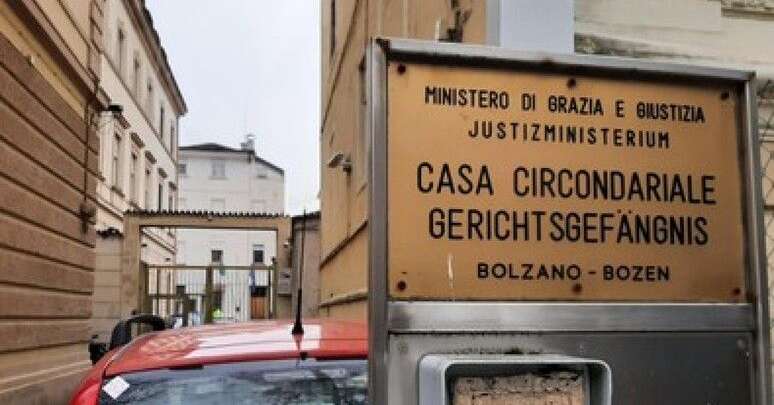 MINISTERO DI GRAZIA E GIUSTIZIA
JUSTIZMINISTERIUM
CASA CIRCONDARIALE
GERICHTSGEFÄNGNIS
BOLZANO - BOZEN